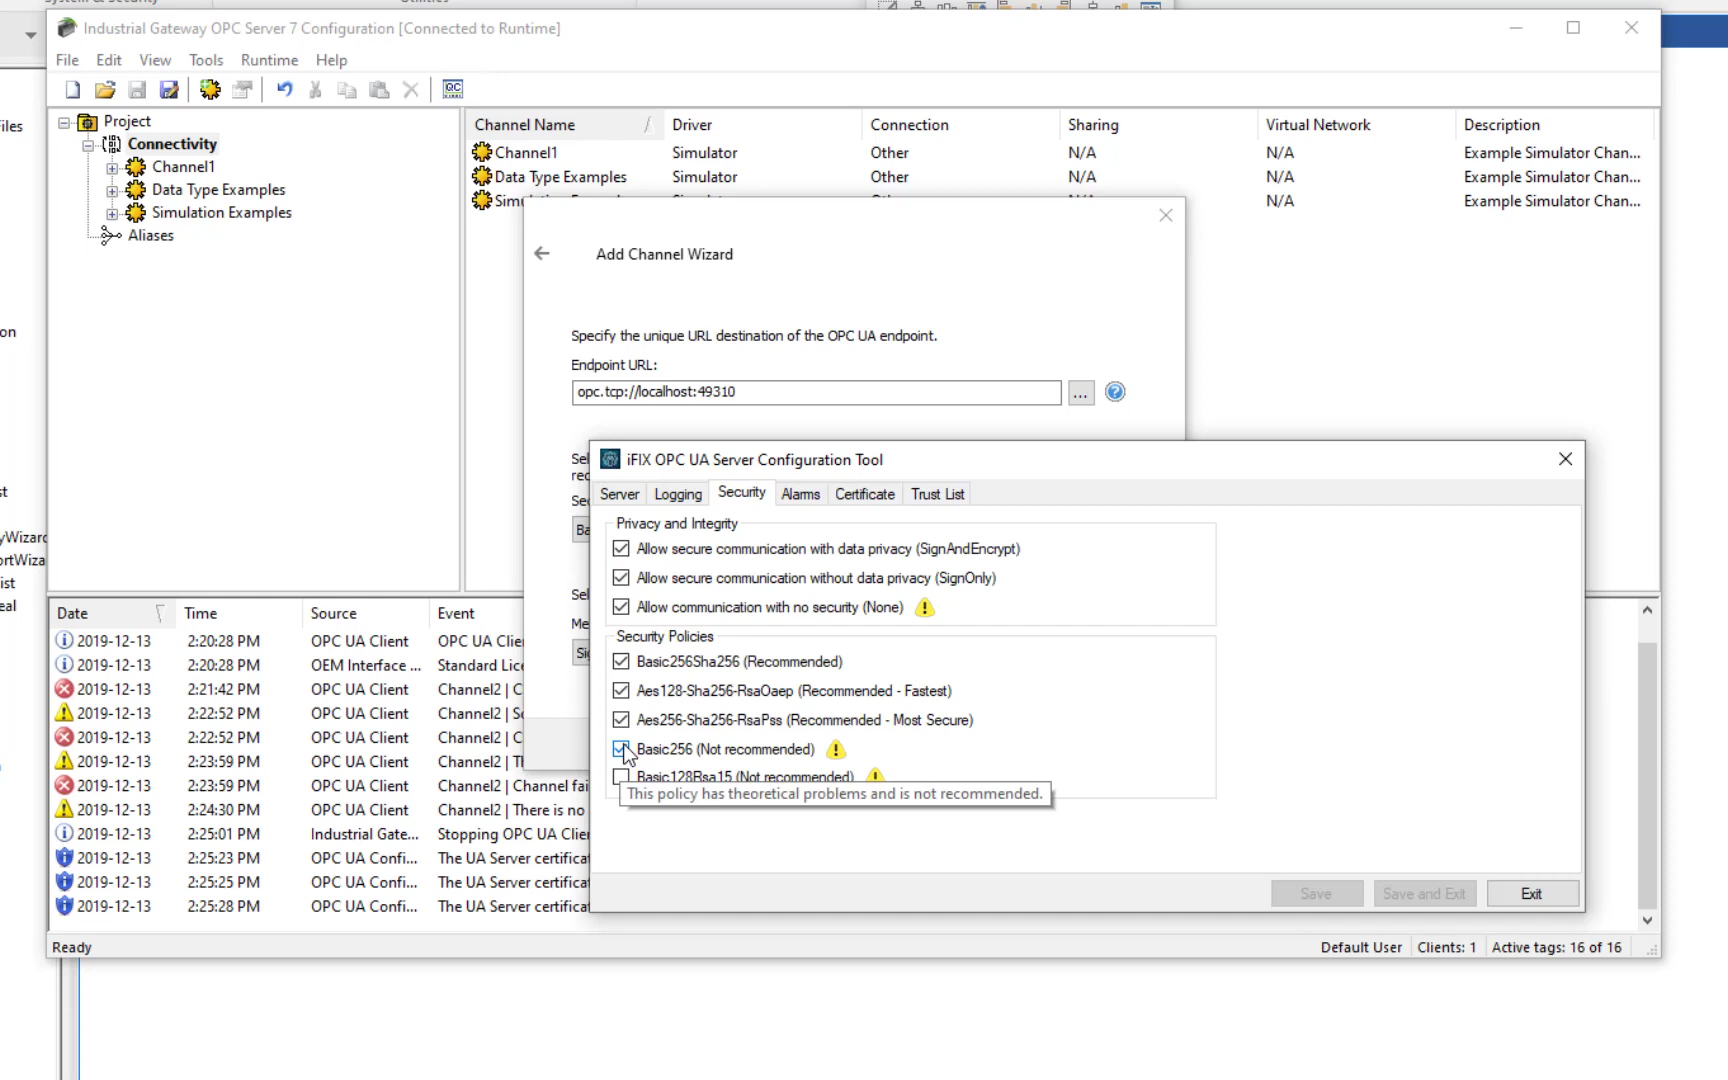 System & Security
Utilities
Industrial Gateway OPC Server 7 Configuration [Connected to Runtime]
File Edit View Tools Runtime Help
QC
Project
Connectivity
Channel1
Data Type Examples
Simulation Examples
Aliases
Channel Name Driver Connection Sharing Virtual Network Description
Channel1 Simulator Other N/A N/A Example Simulator Chan...
Data Type Examples Simulator Other N/A N/A Example Simulator Chan...
N/A Example Simulator Chan...
Add Channel Wizard
Specify the unique URL destination of the OPC UA endpoint.
Endpoint URL:
opc.tcp://localhost:49310
...
iFIX OPC UA Server Configuration Tool
Server Logging Security Alarms Certificate Trust List
Privacy and Integrity
Allow secure communication with data privacy (SignAndEncrypt)
Allow secure communication without data privacy (SignOnly)
Allow communication with no security (None)
Security Policies
Basic256Sha256 (Recommended)
Aes128-Sha256-RsaOaep (Recommended - Fastest)
Aes256-Sha256-RsaPss (Recommended - Most Secure)
Basic256 (Not recommended)
Basic128Rsa15 (Not recommended)
This policy has theoretical problems and is not recommended.
Save Save and Exit Exit
Date Time Source Event
2019-12-13 2:20:28 PM OPC UA Client OPC UA Clie
2019-12-13 2:20:28 PM OEM Interface ... Standard Lice
2019-12-13 2:21:42 PM OPC UA Client Channel2 | C
2019-12-13 2:22:52 PM OPC UA Client Channel2 | Se
2019-12-13 2:22:52 PM OPC UA Client Channel2 | C
2019-12-13 2:23:59 PM OPC UA Client Channel2 | Th
2019-12-13 2:23:59 PM OPC UA Client Channel2 | Channel fai
2019-12-13 2:24:30 PM OPC UA Client Channel2 | There is no
2019-12-13 2:25:01 PM Industrial Gate... Stopping OPC UA Clie
2019-12-13 2:25:23 PM OPC UA Confi... The UA Server certifica
2019-12-13 2:25:25 PM OPC UA Confi... The UA Server certifica
2019-12-13 2:25:28 PM OPC UA Confi... The UA Server certifica
Ready Default User Clients: 1 Active tags: 16 of 16